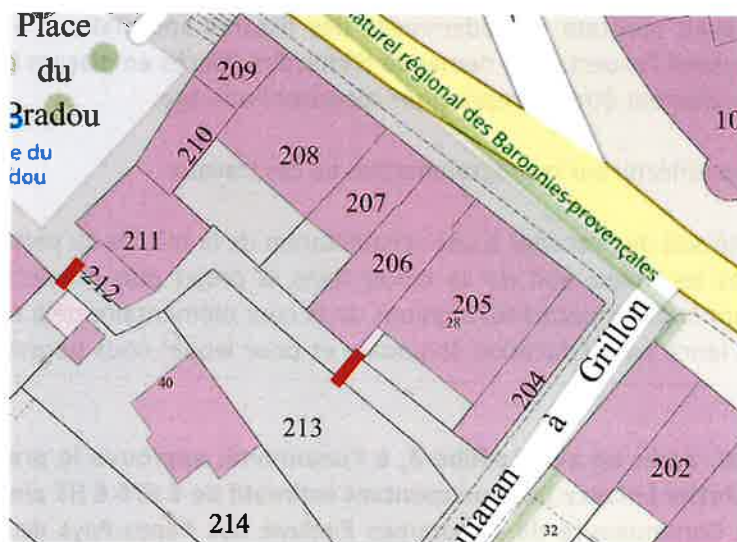 Place
du
Bradou
e du
dou
209
210
208
207
206
205
28
204
211
212
40
213
214
202
32
10
naturel régional des Baronnies provençales
à Grillon